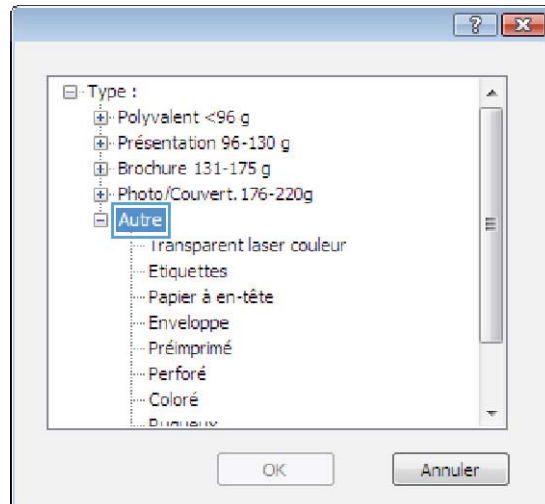 Type :
Polyvalent <96 g
Présentation 96-130 g
Brochure 131-175 g
Photo/Couvert. 176-220g
Autre
Transparent laser couleur
Etiquettes
Papier à en-tête
Enveloppe
Préimprimé
Perforé
Coloré
Rugueux
OK
Annuler